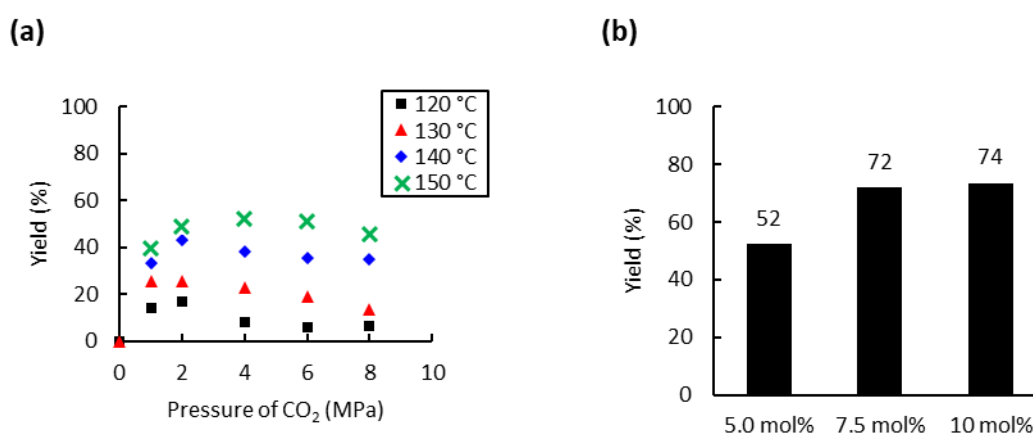 (a)
100
80
60
40
20
0
Yield (%)
0 2 4 6 8 10
Pressure of CO₂ (MPa)
120 °C
130 °C
140 °C
150 °C
(b)
100
80
60
40
20
0
Yield (%)
52
72
74
5.0 mol% 7.5 mol% 10 mol%